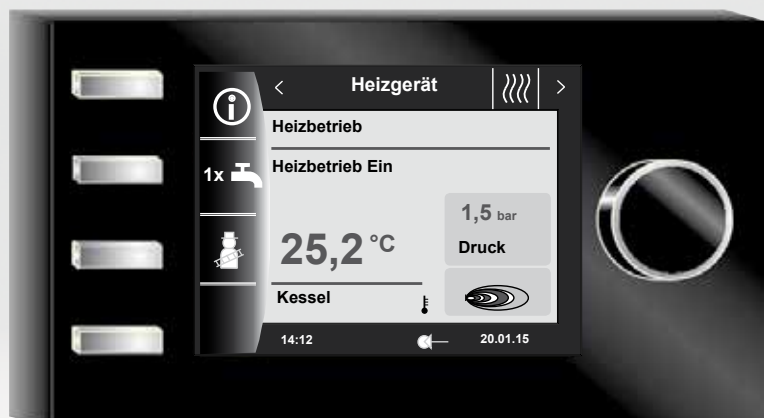 Heizgerät
Heizbetrieb
1x
Heizbetrieb Ein
1,5 bar
Druck
25,2 °C
Kessel
14:12
20.01.15